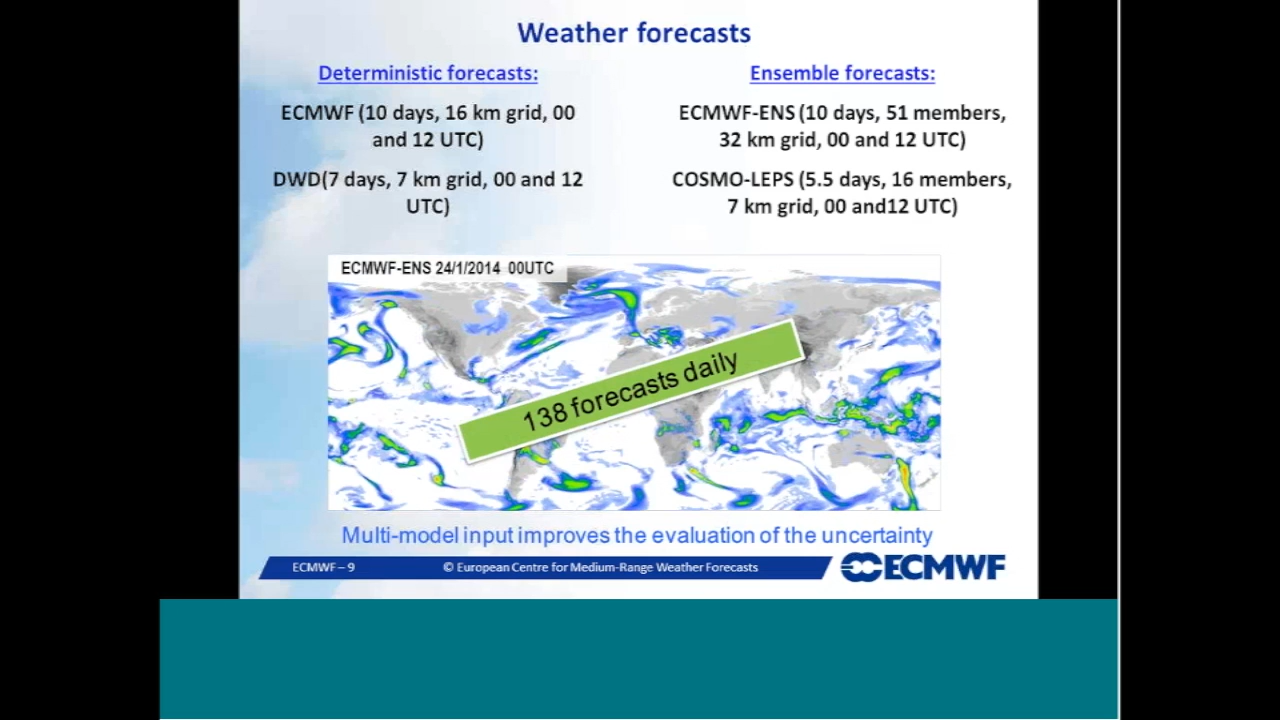 Weather forecasts
Deterministic forecasts:
ECMWF (10 days, 16 km grid, 00
and 12 UTC)
DWD(7 days, 7 km grid, 00 and 12
UTC)
Ensemble forecasts:
ECMWF-ENS (10 days, 51 members,
32 km grid, 00 and 12 UTC)
COSMO-LEPS (5.5 days, 16 members,
7 km grid, 00 and12 UTC)
ECMWF-ENS 24/1/2014 00UTC
138 forecasts daily
Multi-model input improves the evaluation of the uncertainty
ECMWF – 9
© European Centre for Medium-Range Weather Forecasts
ECMWF